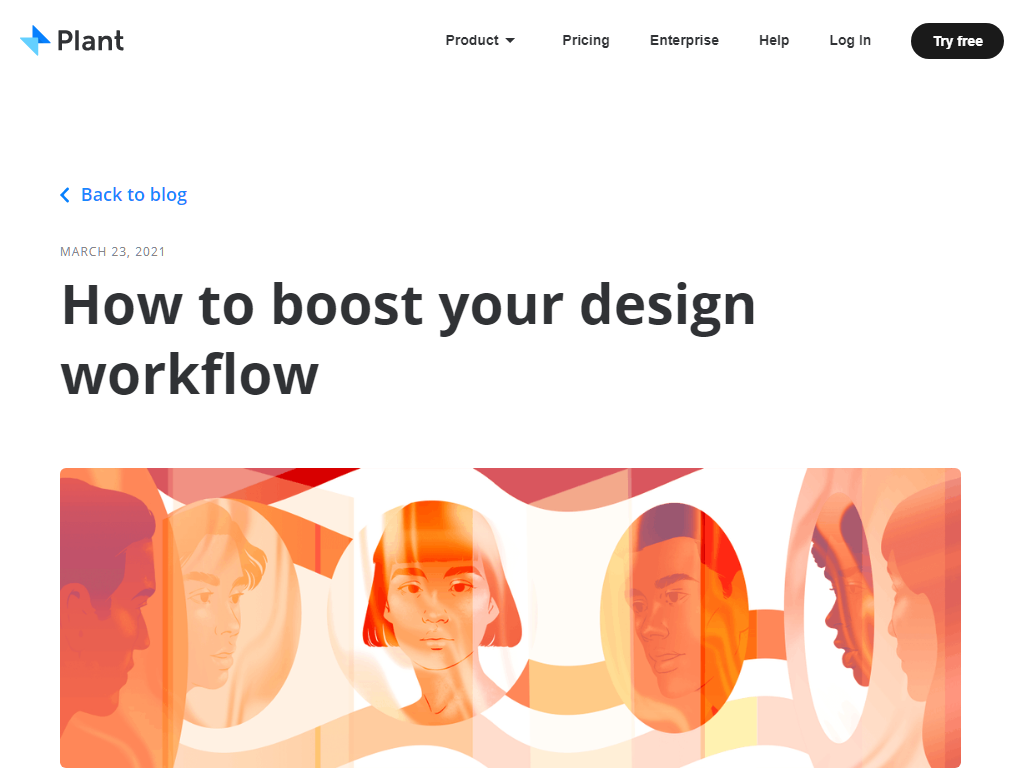 Plant
Product
Pricing
Enterprise
Help
Log In
Try free
Back to blog
MARCH 23, 2021
How to boost your design
workflow